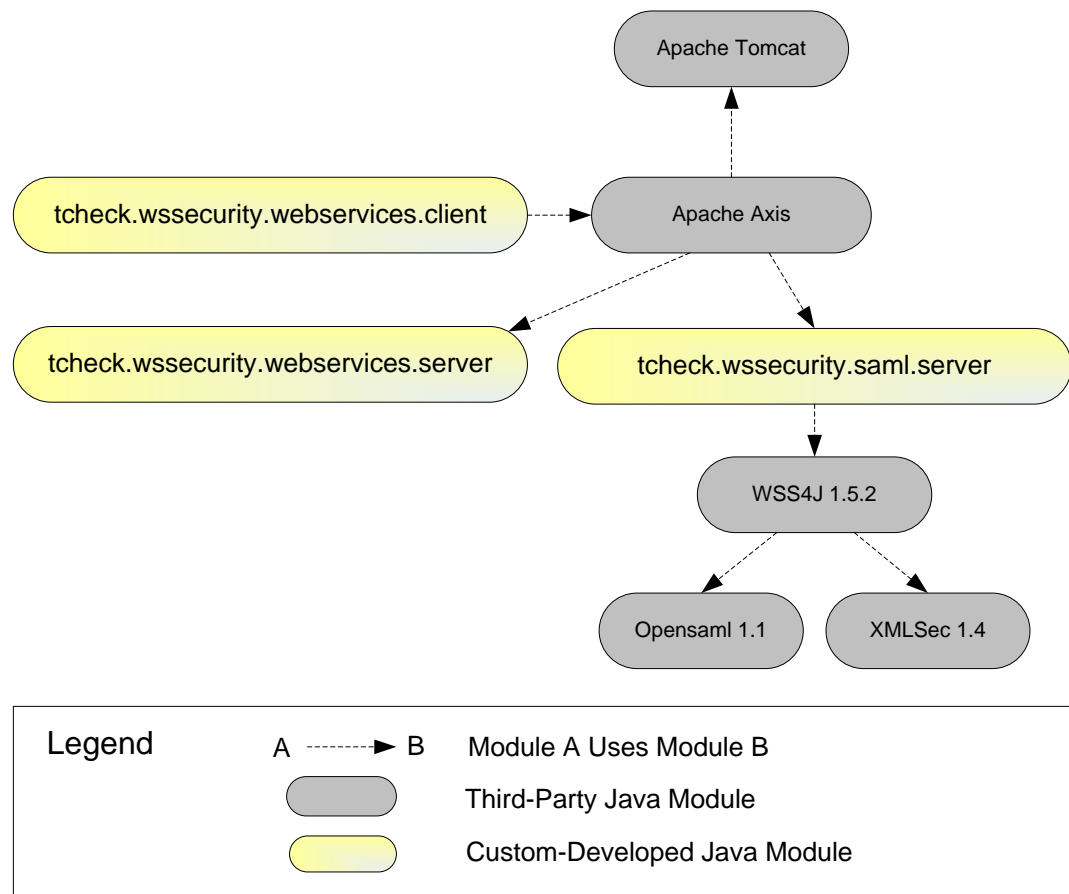 Apache Tomcat
tcheck.wssecurity.webservices.client
Apache Axis
tcheck.wssecurity.webservices.server
tcheck.wssecurity.saml.server
WSS4J 1.5.2
Opensaml 1.1
XMLSec 1.4
Legend
A
B
Module A Uses Module B
Third-Party Java Module
Custom-Developed Java Module